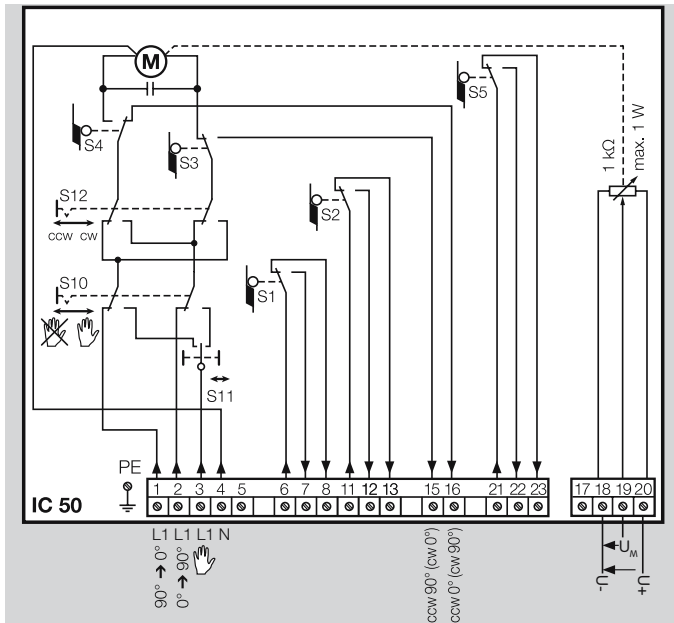 M
S4
S3
S5
1 kΩ
max. 1 W
S12
ccw cw
S2
S10
S1
S11
PE
IC 50
1 2 3 4 5 6 7 8 11 12 13 15 16 21 22 23 17 18 19 20
L1 L1 L1 N
90° → 0°
0° → 90°
ccw 90° (cw 0°)
ccw 0° (cw 90°)
U-
UM
U+